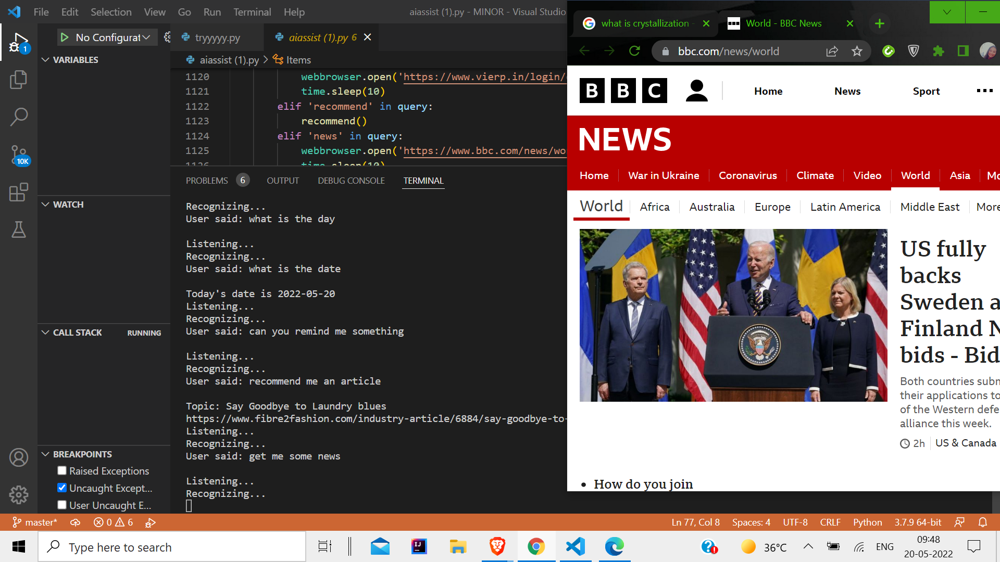 File Edit Selection View Go Run Terminal Help
aiassist (1).py - MINOR - Visual Studio
No Configurat
tryyyyy.py
aiassist (1).py 6
aiassist (1).py > Items
VARIABLES
1120 webbrowser.open('https://www.vierp.in/login/
1121 time.sleep(10)
1122 elif 'recommend' in query:
1123 recommend()
1124 elif 'news' in query:
1125 webbrowser.open('https://www.bbc.com/news/wo
1126 time.sleep(10)
PROBLEMS 6 OUTPUT DEBUG CONSOLE TERMINAL
Recognizing...
User said: what is the day
Listening...
Recognizing...
User said: what is the date
Today's date is 2022-05-20
Listening...
Recognizing...
User said: can you remind me something
Listening...
Recognizing...
User said: recommend me an article
Topic: Say Goodbye to Laundry blues
https://www.fibre2fashion.com/industry-article/6884/say-goodbye-to-
Listening...
Recognizing...
User said: get me some news
Listening...
Recognizing...
1
10K
WATCH
CALL STACK RUNNING
BREAKPOINTS
Raised Exceptions
Uncaught Except...
User Uncaught E...
what is crystallization -
World - BBC News
bbc.com/news/world
BBC
Home News Sport
NEWS
Home War in Ukraine Coronavirus Climate Video World Asia Mo
World Africa Australia Europe Latin America Middle East More
US fully
backs
Sweden a
Finland N
bids - Bid
Both countries subm
their applications to
of the Western defe
alliance this week.
2h US & Canada
• How do you join
master* 0 6
Ln 77, Col 8 Spaces: 4 UTF-8 CRLF Python 3.7.9 64-bit
Type here to search
IJ
36°C
ENG
09:48
20-05-2022